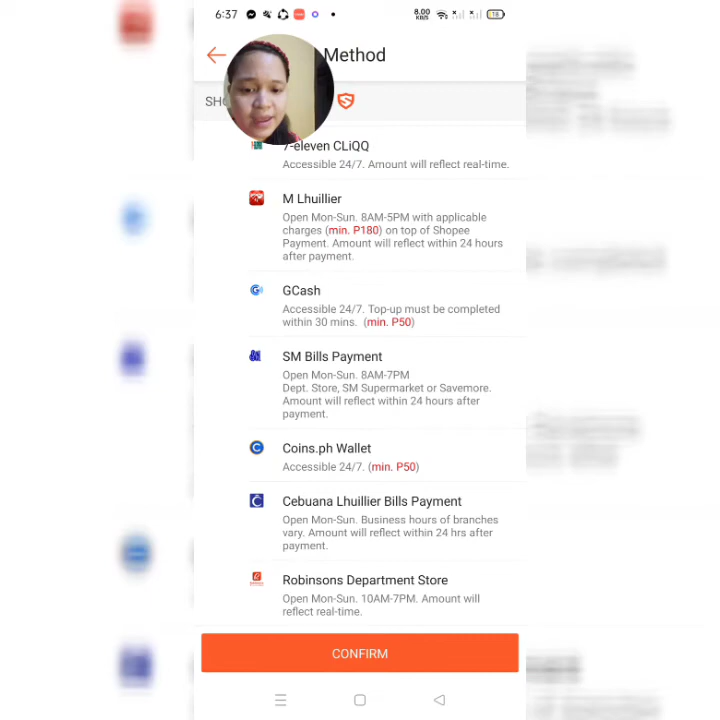 6:37
8.00
KB/S
18
Method
SH
7-eleven CLiQQ
Accessible 24/7. Amount will reflect real-time.
M Lhuillier
Open Mon-Sun. 8AM-5PM with applicable
charges (min. P180) on top of Shopee
Payment. Amount will reflect within 24 hours
after payment.
GCash
Accessible 24/7. Top-up must be completed
within 30 mins. (min. P50)
SM Bills Payment
Open Mon-Sun. 8AM-7PM
Dept. Store, SM Supermarket or Savemore.
Amount will reflect within 24 hours after
payment.
Coins.ph Wallet
Accessible 24/7. (min. P50)
Cebuana Lhuillier Bills Payment
Open Mon-Sun. Business hours of branches
vary. Amount will reflect within 24 hrs after
payment.
Robinsons Department Store
Open Mon-Sun. 10AM-7PM. Amount will
reflect real-time.
CONFIRM